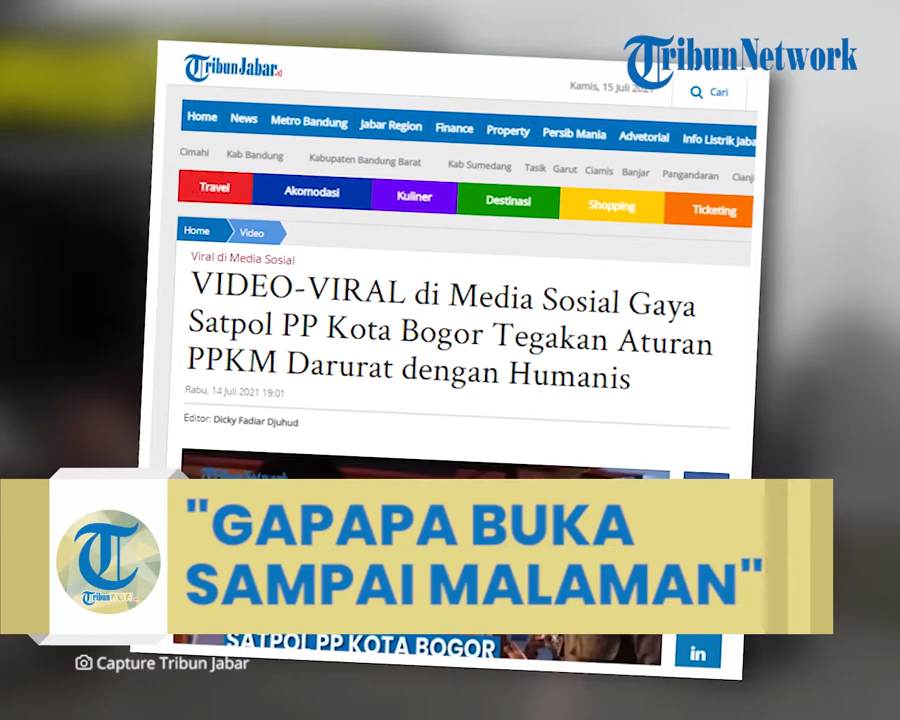 TribunNetwork
TribunJabar.id
Kamis, 15 Juli 2021
Cari
Home News Metro Bandung Jabar Region Finance Property Persib Mania Advetorial Info Listrik Jaba
Cimahi Kab Bandung Kabupaten Bandung Barat Kab Sumedang Tasik Garut Ciamis Banjar Pangandaran Cianj
Travel Akomodasi Kuliner Destinasi Shopping Ticketing
Home Video
Viral di Media Sosial
VIDEO-VIRAL di Media Sosial Gaya
Satpol PP Kota Bogor Tegakan Aturan
PPKM Darurat dengan Humanis
Rabu, 14 Juli 2021 19:01
Editor: Dicky Fadiar Djuhud
"GAPAPA BUKA
SAMPAI MALAMAN"
SATPOL PP KOTA BOGOR
in
Capture Tribun Jabar